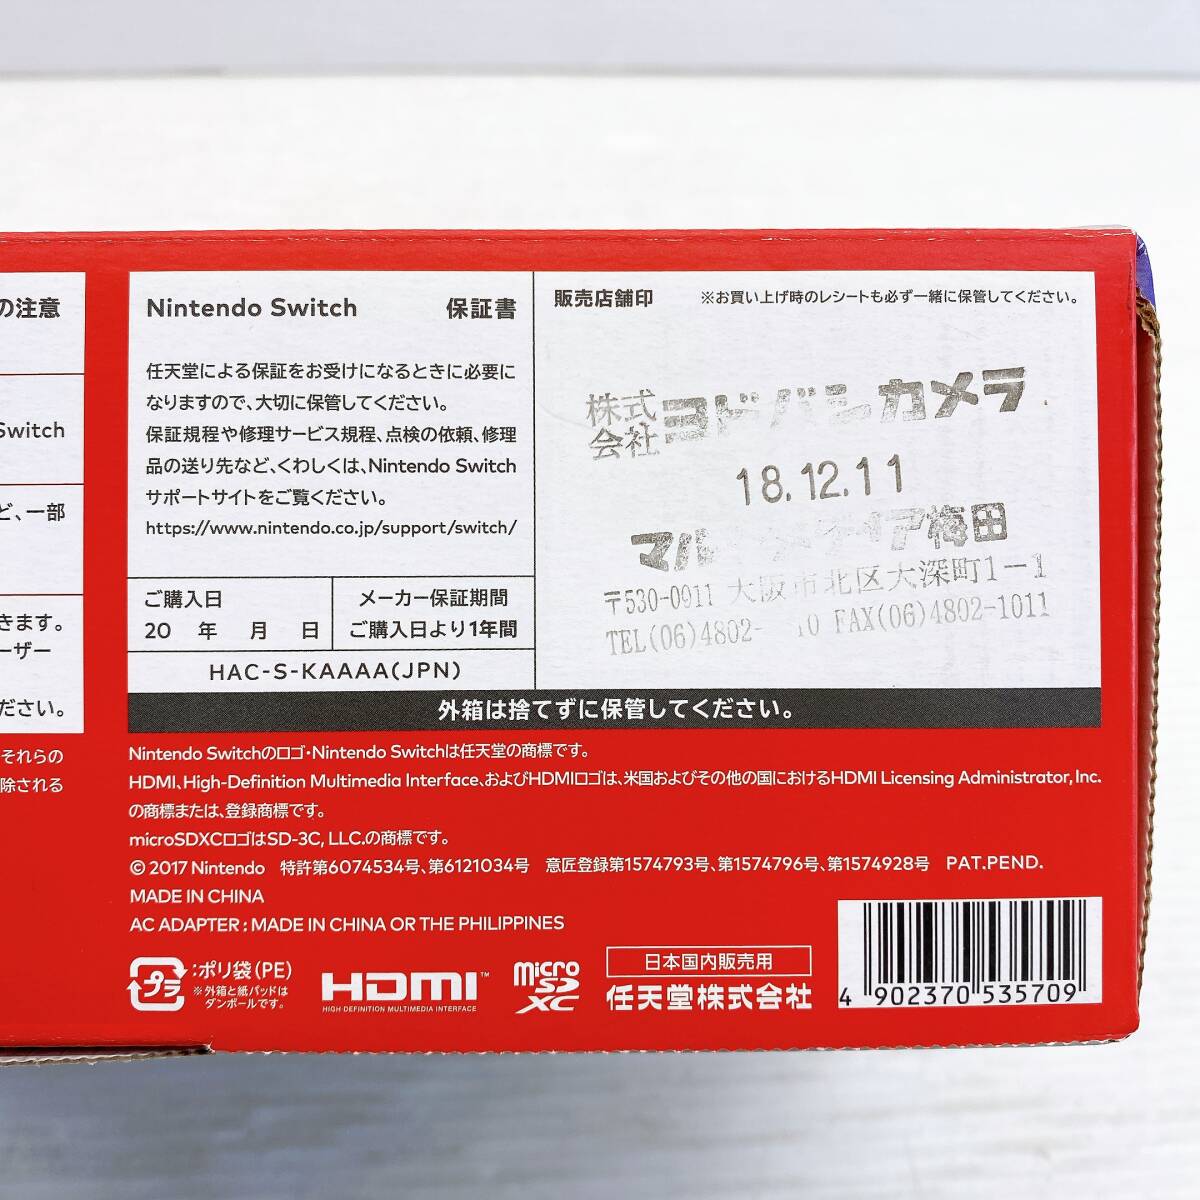 の注意
Switch
ど、一部
きます。
ーザー
ださい。
それらの
除される
Nintendo Switch 保証書
任天堂による保証をお受けになるときに必要に
なりますので、大切に保管してください。
保証規程や修理サービス規程、点検の依頼、修理
品の送り先など、くわしくは、Nintendo Switch
サポートサイトをご覧ください。
https://www.nintendo.co.jp/support/switch/
ご購入日
20 年 月 日
メーカー保証期間
ご購入日より1年間
HAC-S-KAAAA(JPN)
販売店舗印 ※お買い上げ時のレシートも必ず一緒に保管してください。
株式会社 ヨドバシカメラ
18.12.11
梅田
〒530-0911 大阪市北区大深町1-1
TEL(06)4802- 10 FAX(06)4802-1011
外箱は捨てずに保管してください。
Nintendo Switchのロゴ・Nintendo Switchは任天堂の商標です。
HDMI、High-Definition Multimedia Interface、およびHDMIロゴは、米国およびその他の国におけるHDMI Licensing Administrator, Inc.
の商標または、登録商標です。
microSDXCロゴはSD-3C, LLC.の商標です。
© 2017 Nintendo 特許第6074534号、第6121034号 意匠登録第1574793号、第1574796号、第1574928号 PAT.PEND.
MADE IN CHINA
AC ADAPTER : MADE IN CHINA OR THE PHILIPPINES
プラ
:ポリ袋(PE)
※外箱と紙パッドは
ダンボールです。
HDMI™
HIGH-DEFINITION MULTIMEDIA INTERFACE
micro
SD
XC
日本国内販売用
任天堂株式会社
4 902370 535709